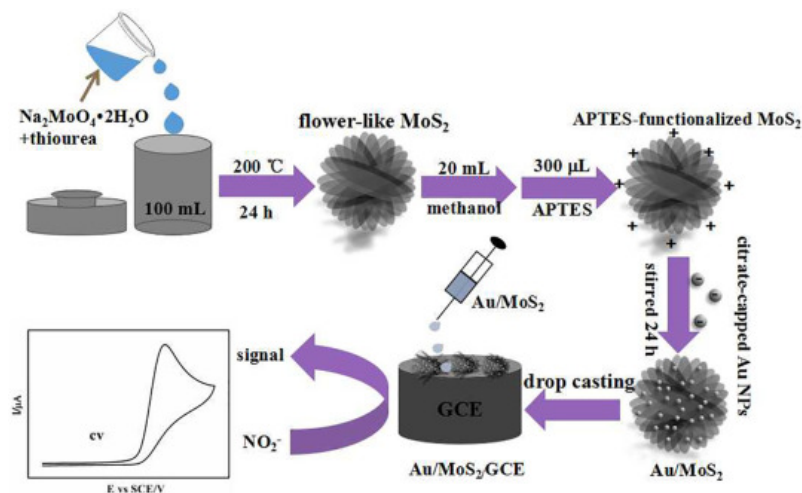 Na₂MoO₄•2H₂O
+thiourea
100 mL
200 ℃
24 h
flower-like MoS₂
20 mL
methanol
300 μL
APTES
APTES-functionalized MoS₂
+ + + + + + + +
citrate-capped Au NPs
stirred 24 h
Au/MoS₂
drop casting
Au/MoS₂
GCE
Au/MoS₂/GCE
signal
NO₂⁻
I/μA
cv
E vs SCE/V